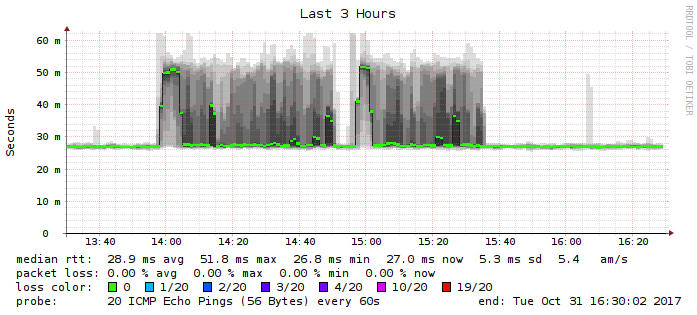 Last 3 Hours
RRDTOOL / TOBI OETIKER
Seconds
60 m
50 m
40 m
30 m
20 m
10 m
0
13:40 14:00 14:20 14:40 15:00 15:20 15:40 16:00 16:20
median rtt: 28.9 ms avg 51.8 ms max 26.8 ms min 27.0 ms now 5.3 ms sd 5.4 am/s
packet loss: 0.00 % avg 0.00 % max 0.00 % min 0.00 % now
loss color: 0 1/20 2/20 3/20 4/20 10/20 19/20
probe: 20 ICMP Echo Pings (56 Bytes) every 60s end: Tue Oct 31 16:30:02 2017